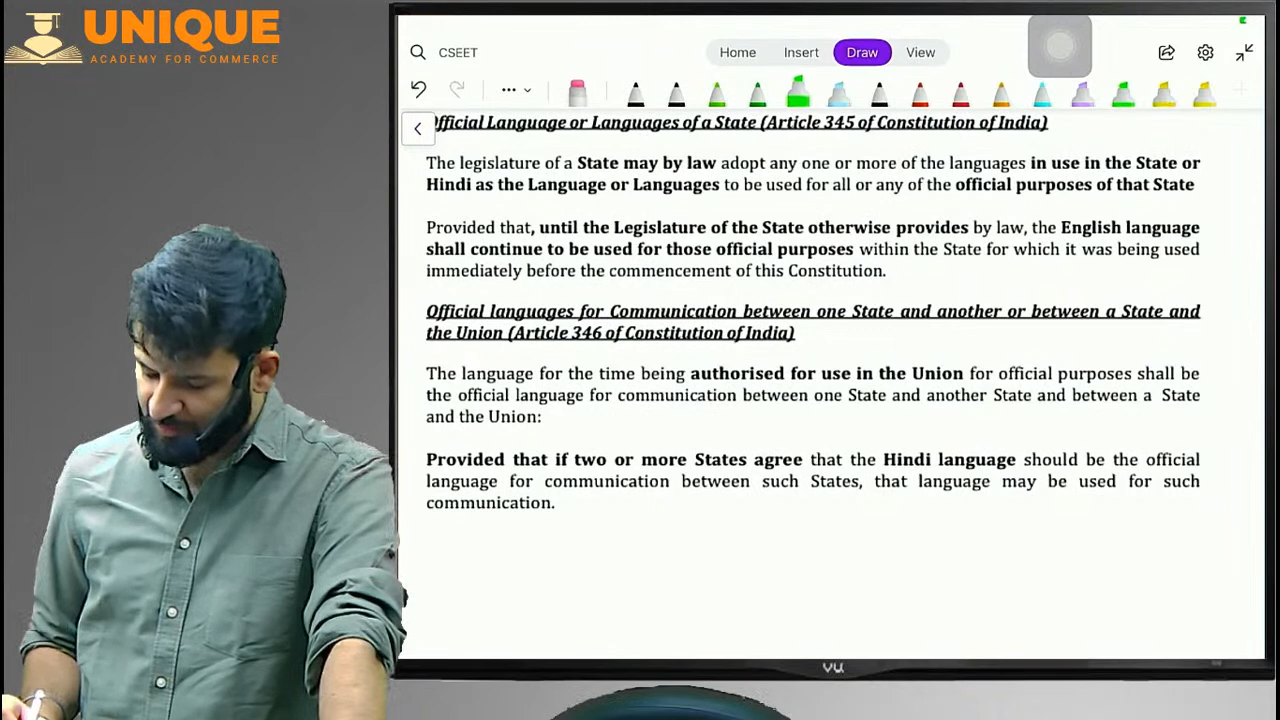 UNIQUE
ACADEMY FOR COMMERCE
CSEET
Home
Insert
Draw
View
Official Language or Languages of a State (Article 345 of Constitution of India)
The legislature of a State may by law adopt any one or more of the languages in use in the State or
Hindi as the Language or Languages to be used for all or any of the official purposes of that State
Provided that, until the Legislature of the State otherwise provides by law, the English language
shall continue to be used for those official purposes within the State for which it was being used
immediately before the commencement of this Constitution.
Official languages for Communication between one State and another or between a State and
the Union (Article 346 of Constitution of India)
The language for the time being authorised for use in the Union for official purposes shall be
the official language for communication between one State and another State and between a State
and the Union:
Provided that if two or more States agree that the Hindi language should be the official
language for communication between such States, that language may be used for such
communication.
VU